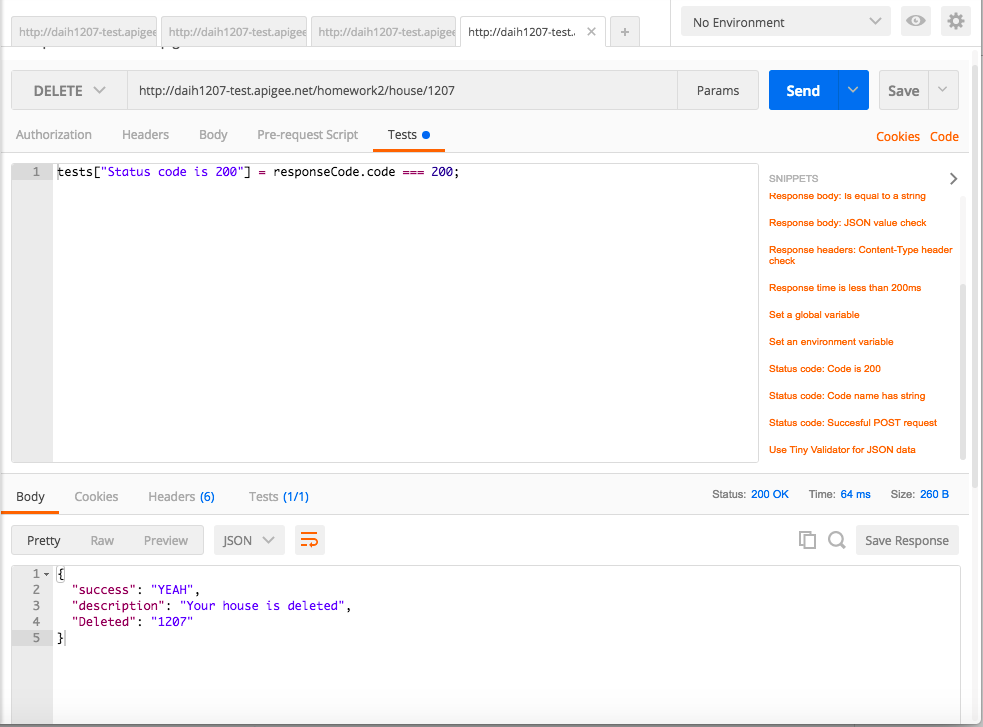 http://daih1207-test.apigee http://daih1207-test.apigee http://daih1207-test.apigee http://daih1207-test. × +
No Environment
DELETE http://daih1207-test.apigee.net/homework2/house/1207 Params Send Save
Authorization Headers Body Pre-request Script Tests Cookies Code
1 tests["Status code is 200"] = responseCode.code === 200;
SNIPPETS
Response body: Is equal to a string
Response body: JSON value check
Response headers: Content-Type header
check
Response time is less than 200ms
Set a global variable
Set an environment variable
Status code: Code is 200
Status code: Code name has string
Status code: Succesful POST request
Use Tiny Validator for JSON data
Body Cookies Headers (6) Tests (1/1) Status: 200 OK Time: 64 ms Size: 260 B
Pretty Raw Preview JSON Save Response
1 {
2 "success": "YEAH",
3 "description": "Your house is deleted",
4 "Deleted": "1207"
5 }